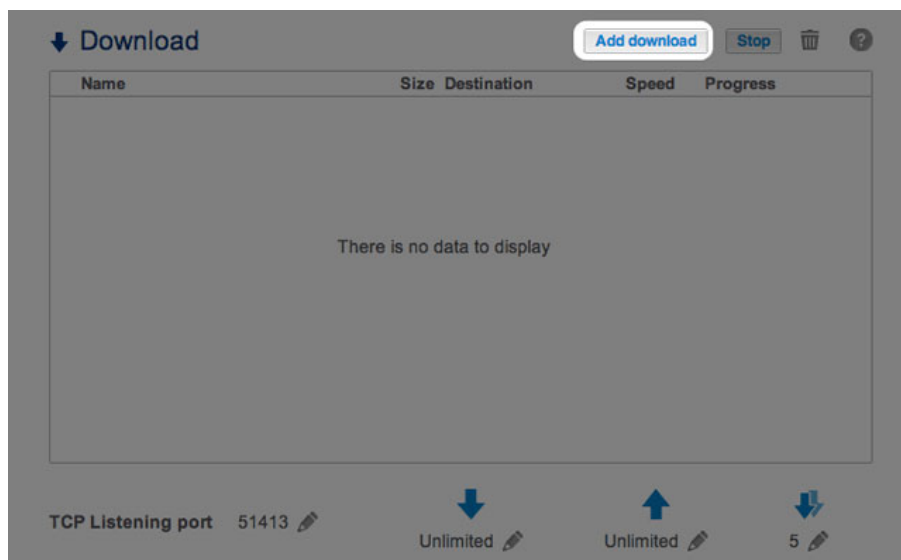 Download
Add download
Stop
?
Name Size Destination Speed Progress
There is no data to display
TCP Listening port 51413
Unlimited
Unlimited
5